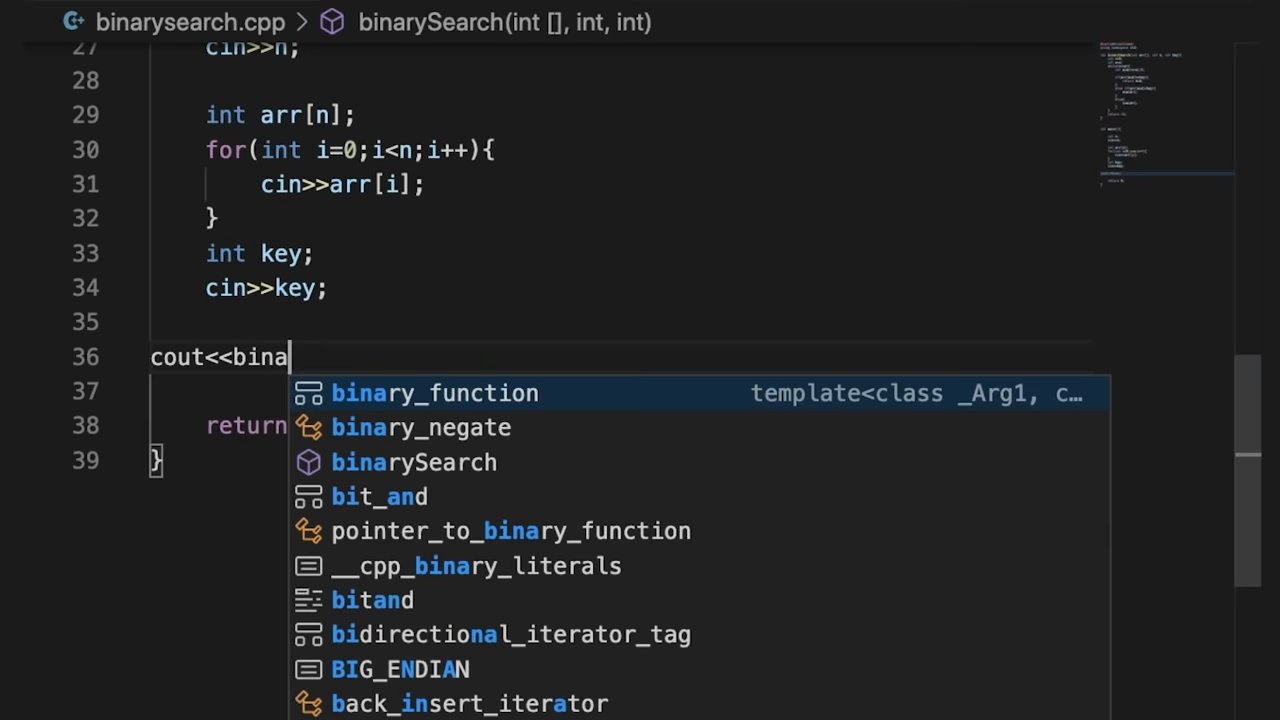 binarysearch.cpp > binarySearch(int [], int, int)
27 cin>>n;
28
29 int arr[n];
30 for(int i=0;i<n;i++){
31 cin>>arr[i];
32 }
33 int key;
34 cin>>key;
35
36 cout<<bina
binary_function template<class _Arg1, c…
37
binary_negate
38 return
binarySearch
39 }
bit_and
pointer_to_binary_function
__cpp_binary_literals
bitand
bidirectional_iterator_tag
BIG_ENDIAN
back_insert_iterator